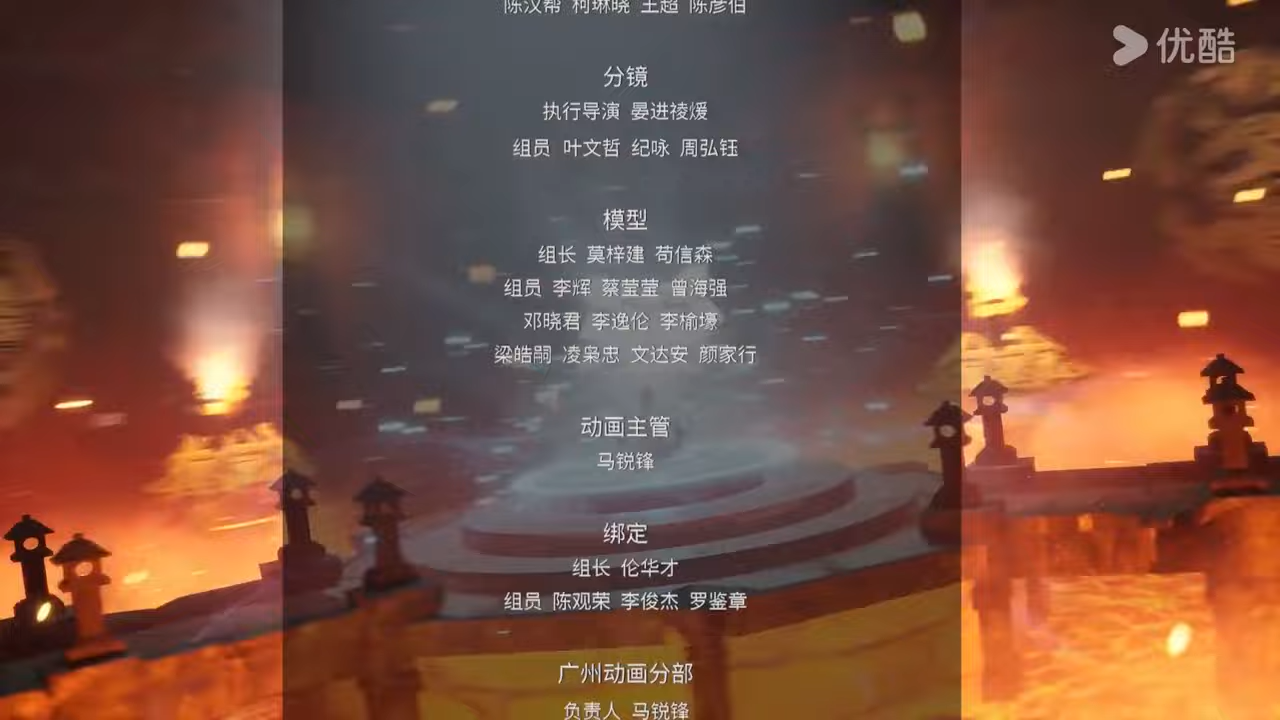 陈汉帮 柯琳晓 王超 陈彦伯
优酷
分镜
执行导演 晏进祾煖
组员 叶文哲 纪咏 周弘钰
模型
组长 莫梓建 苟信森
组员 李辉 蔡莹莹 曾海强
邓晓君 李逸伦 李榆壕
梁皓嗣 凌枭忠 文达安 颜家行
动画主管
马锐锋
绑定
组长 伦华才
组员 陈观荣 李俊杰 罗鉴章
广州动画分部
负责人 马锐锋